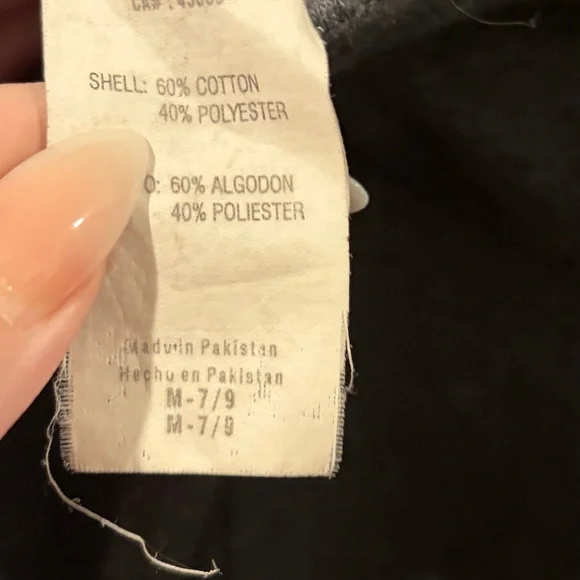 SHELL: 60% COTTON
40% POLYESTER
O: 60% ALGODON
40% POLIESTER
Made in Pakistan
Hecho en Pakistan
M-7/9
M-7/9